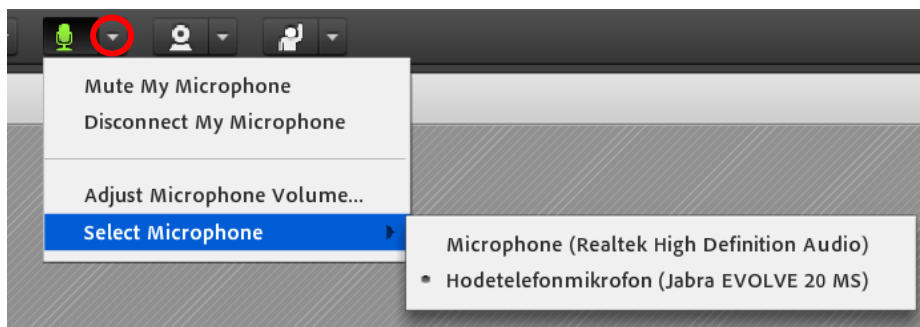 Mute My Microphone
Disconnect My Microphone
Adjust Microphone Volume...
Select Microphone
Microphone (Realtek High Definition Audio)
Hodetelefonmikrofon (Jabra EVOLVE 20 MS)